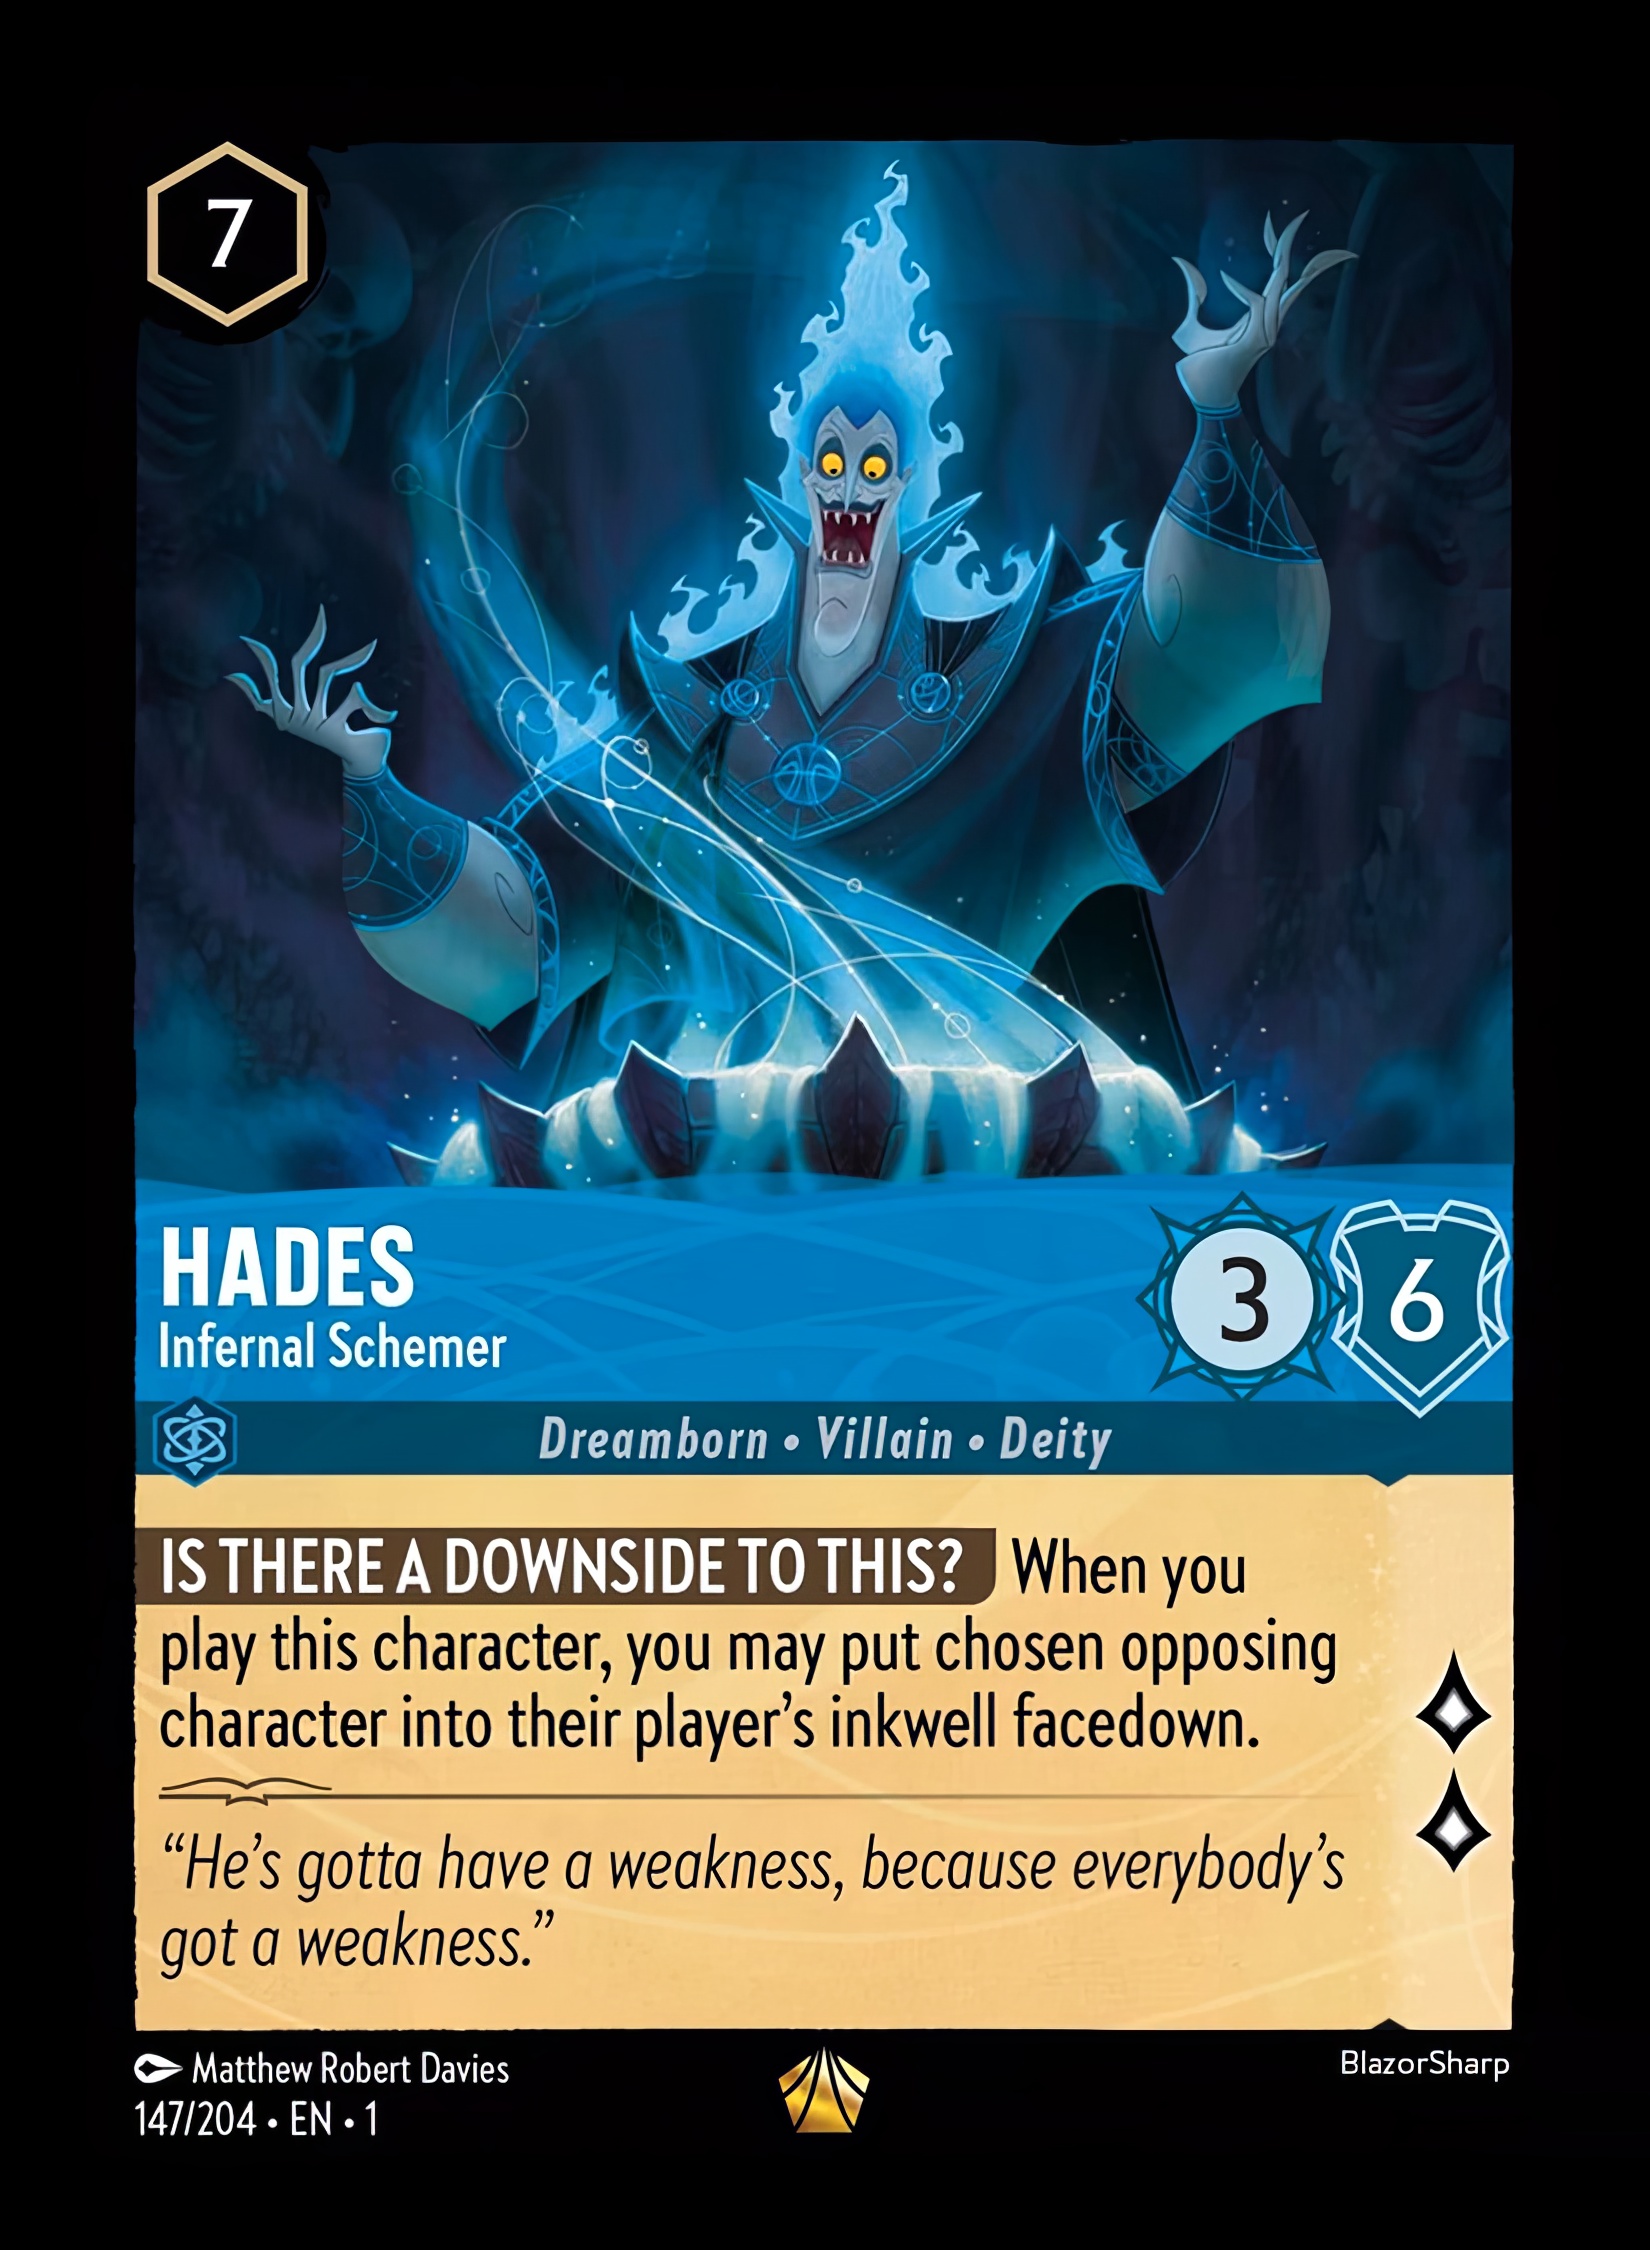 7
HADES
Infernal Schemer
3
6
Dreamborn • Villain • Deity
IS THERE A DOWNSIDE TO THIS? When you
play this character, you may put chosen opposing
character into their player’s inkwell facedown.
“He’s gotta have a weakness, because everybody’s
got a weakness.”
Matthew Robert Davies
BlazorSharp
147/204 • EN • 1